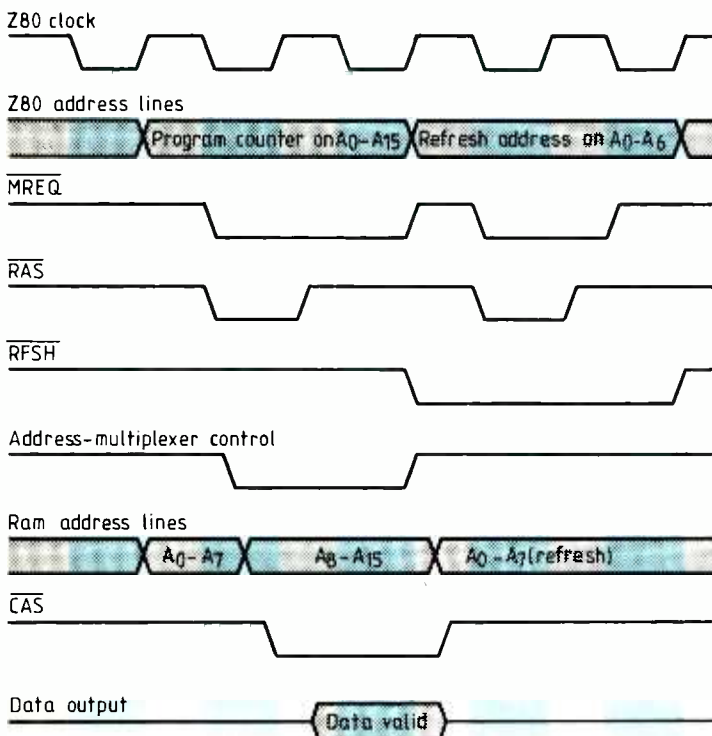 Z80 clock
Z80 address lines
Program counter on A0-A15 Refresh address on A0-A6
MREQ
RAS
RFSH
Address-multiplexer control
Ram address lines
A0-A7 A8-A15 A0-A7(refresh)
CAS
Data output
Data valid